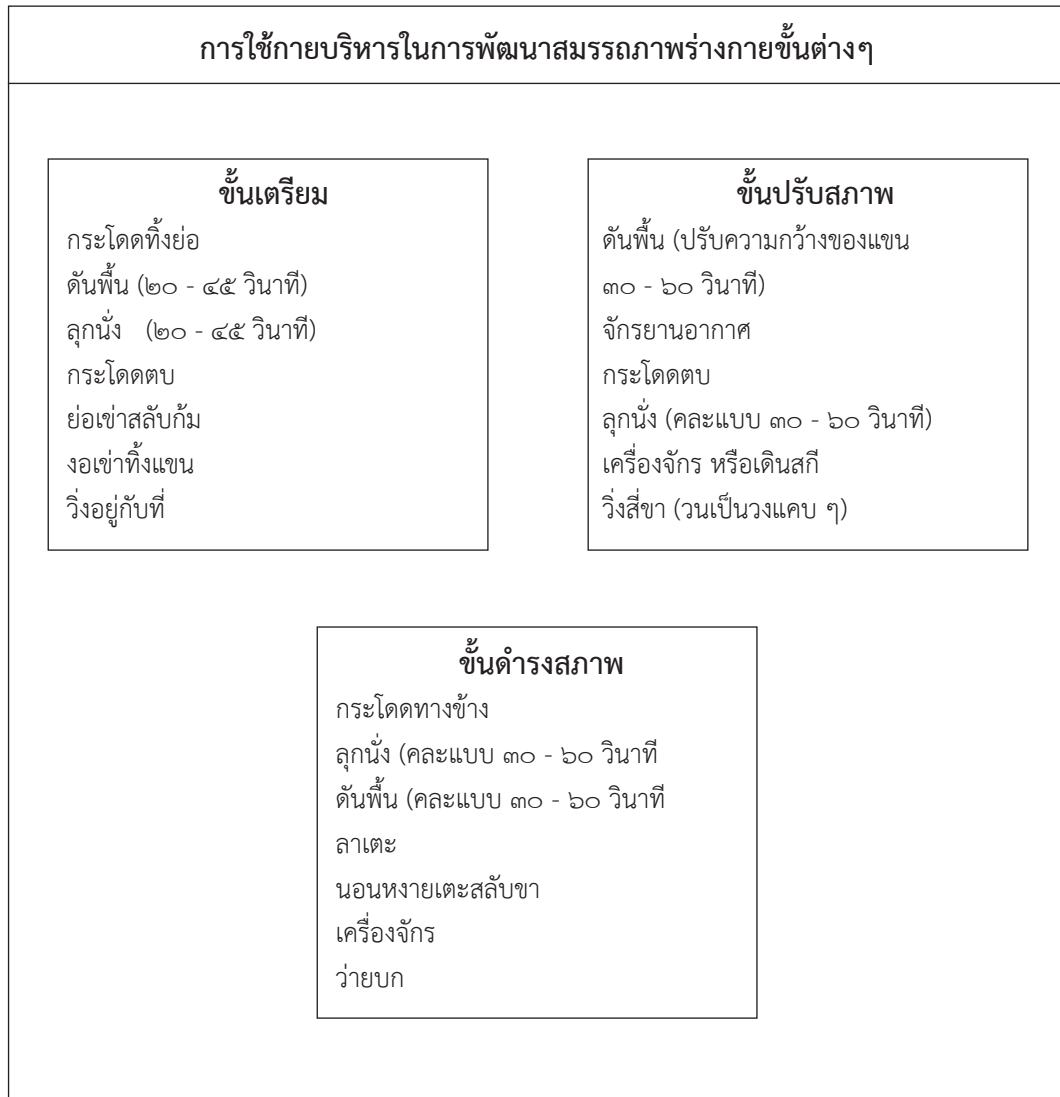 การใช้กายบริหารในการพัฒนาสมรรถภาพร่างกายขั้นต่างๆ
ขั้นเตรียม
กระโดดทิ้งย่อ
ดันพื้น (๒๐ - ๔๕ วินาที)
ลุกนั่ง (๒๐ - ๔๕ วินาที)
กระโดดตบ
ย่อเข่าสลับก้ม
งอเข่าทิ้งแขน
วิ่งอยู่กับที่
ขั้นปรับสภาพ
ดันพื้น (ปรับความกว้างของแขน
๓๐ - ๖๐ วินาที)
จักรยานอากาศ
กระโดดตบ
ลุกนั่ง (คละแบบ ๓๐ - ๖๐ วินาที)
เครื่องจักร หรือเดินสกี
วิ่งสี่ขา (วนเป็นวงแคบ ๆ)
ขั้นดำรงสภาพ
กระโดดทางข้าง
ลุกนั่ง (คละแบบ ๓๐ - ๖๐ วินาที
ดันพื้น (คละแบบ ๓๐ - ๖๐ วินาที
ลาเตะ
นอนหงายเตะสลับขา
เครื่องจักร
ว่ายบก